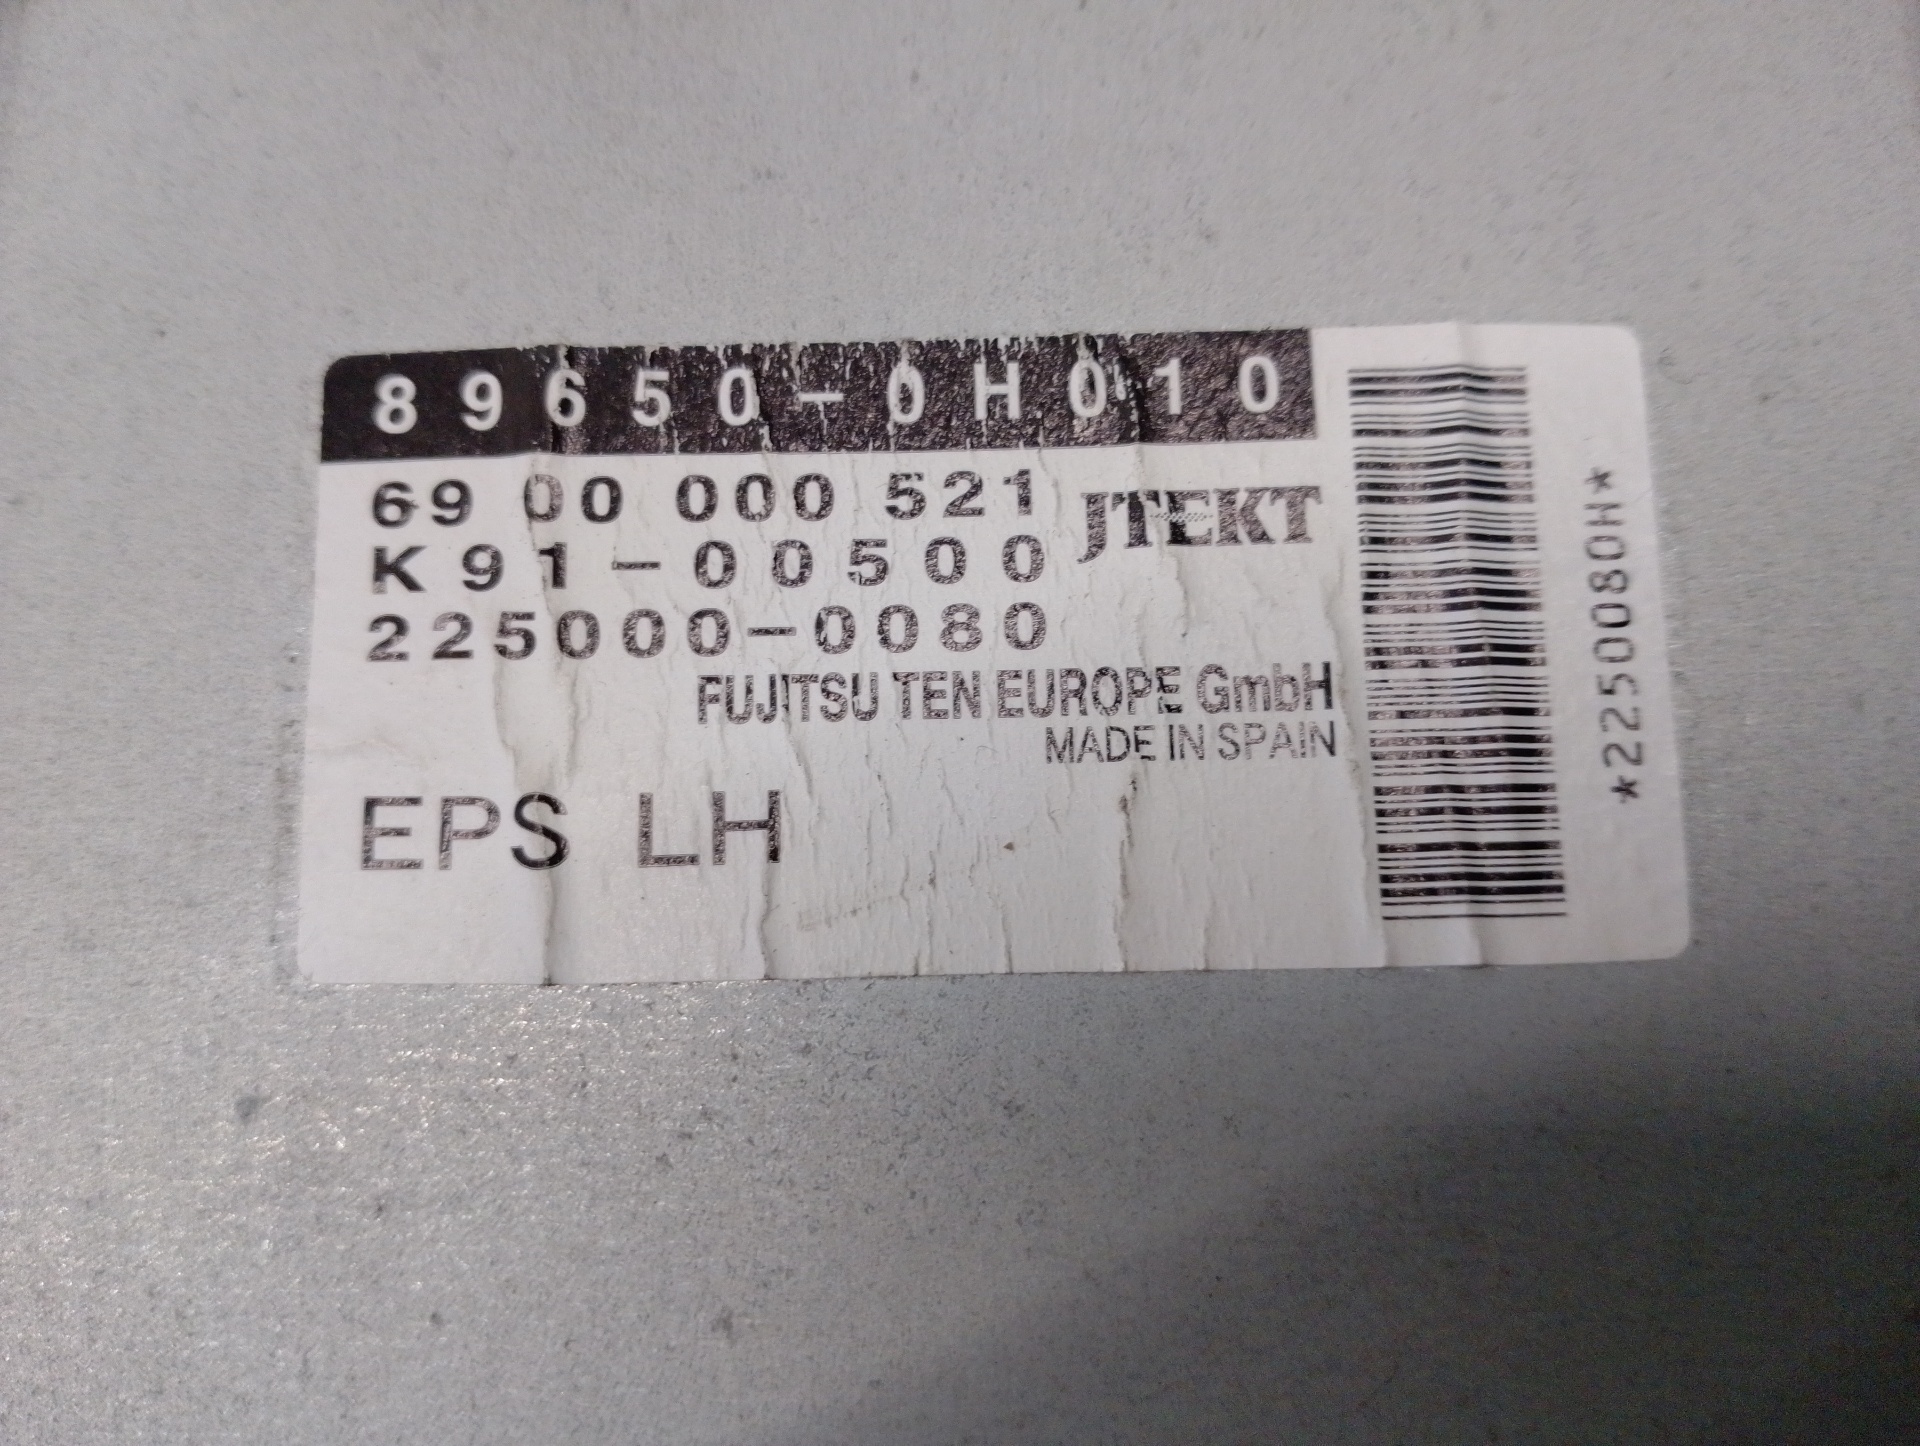 89650-0H010
69 00 000 521
JTEKT
K91-00500
225000-0080
FUJITSU TEN EUROPE GmbH
MADE IN SPAIN
EPS LH
*2250080H*